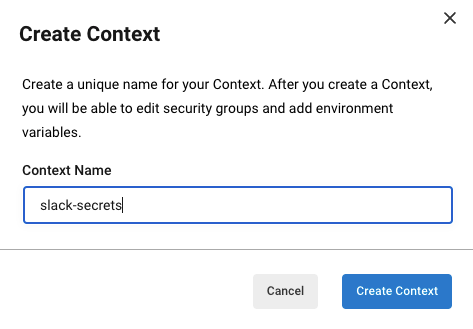 Create Context
Create a unique name for your Context. After you create a Context,
you will be able to edit security groups and add environment
variables.
Context Name
slack-secrets
Cancel
Create Context